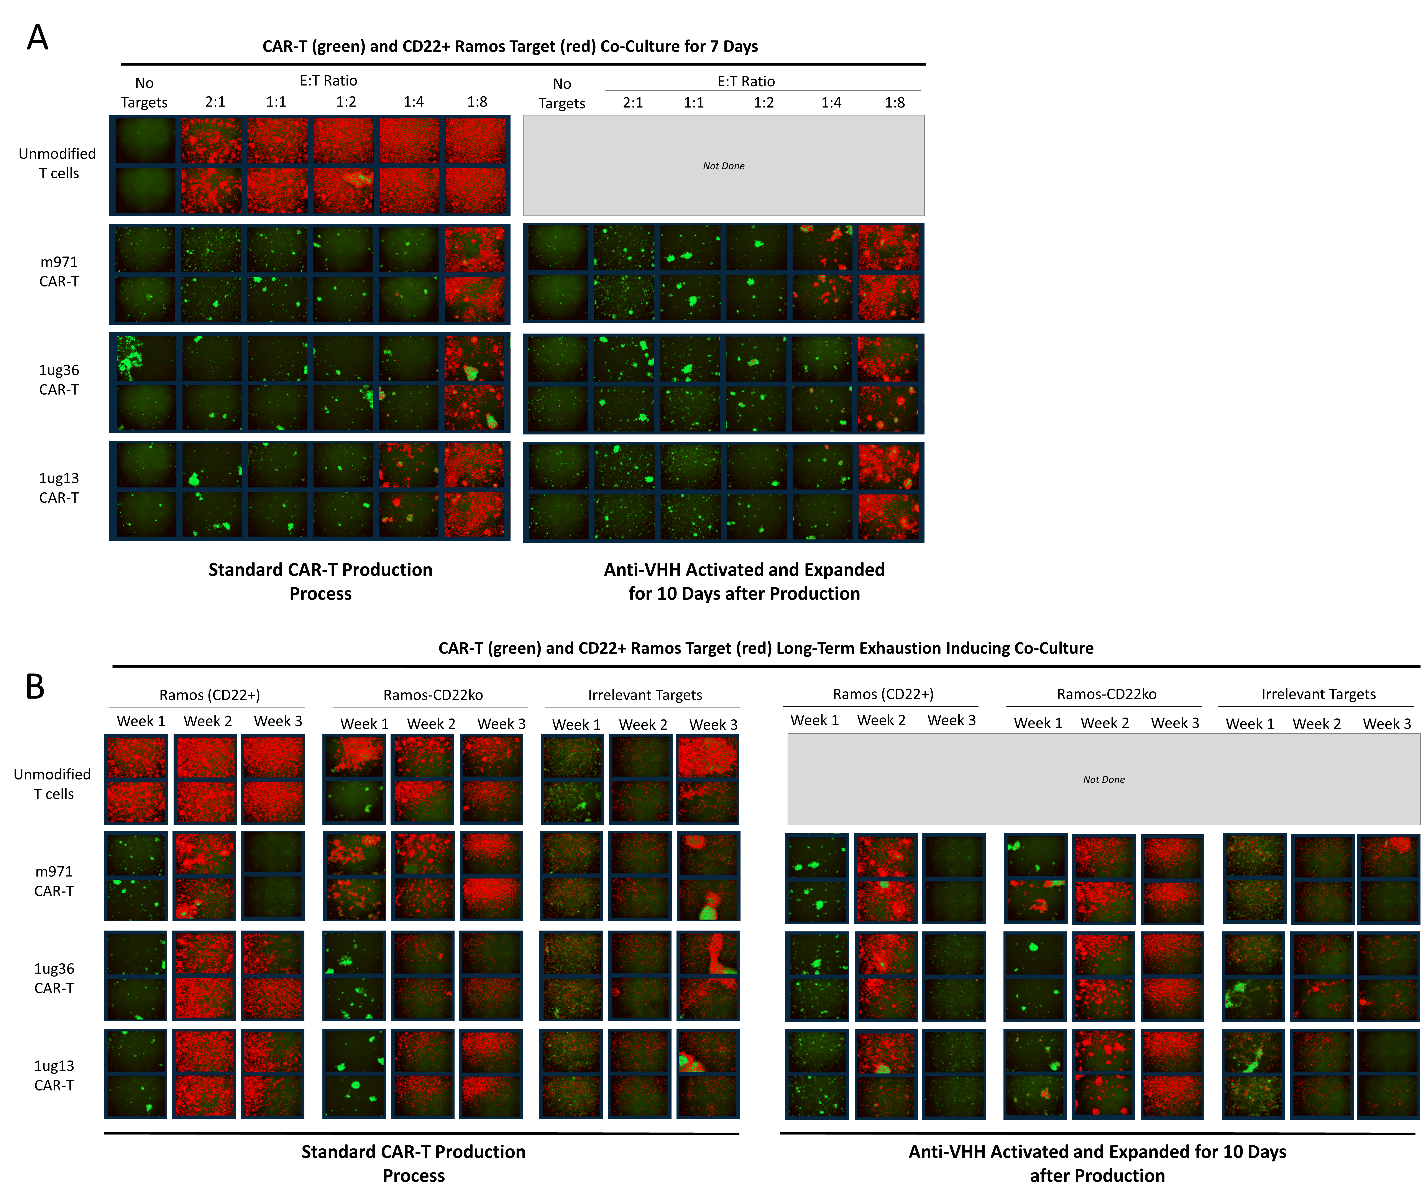 A
CAR-T (green) and CD22+ Ramos Target (red) Co-Culture for 7 Days
No Targets
E:T Ratio
2:1 1:1 1:2 1:4 1:8
No Targets
E:T Ratio
2:1 1:1 1:2 1:4 1:8
Unmodified
T cells
Not Done
m971
CAR-T
1ug36
CAR-T
1ug13
CAR-T
Standard CAR-T Production
Process
Anti-VHH Activated and Expanded
for 10 Days after Production
CAR-T (green) and CD22+ Ramos Target (red) Long-Term Exhaustion Inducing Co-Culture
B
Ramos (CD22+) Ramos-CD22ko Irrelevant Targets Ramos (CD22+) Ramos-CD22ko Irrelevant Targets
Week 1 Week 2 Week 3 Week 1 Week 2 Week 3 Week 1 Week 2 Week 3 Week 1 Week 2 Week 3 Week 1 Week 2 Week 3 Week 1 Week 2 Week 3
Unmodified
T cells
Not Done
m971
CAR-T
1ug36
CAR-T
1ug13
CAR-T
Standard CAR-T Production
Process
Anti-VHH Activated and Expanded for 10 Days
after Production